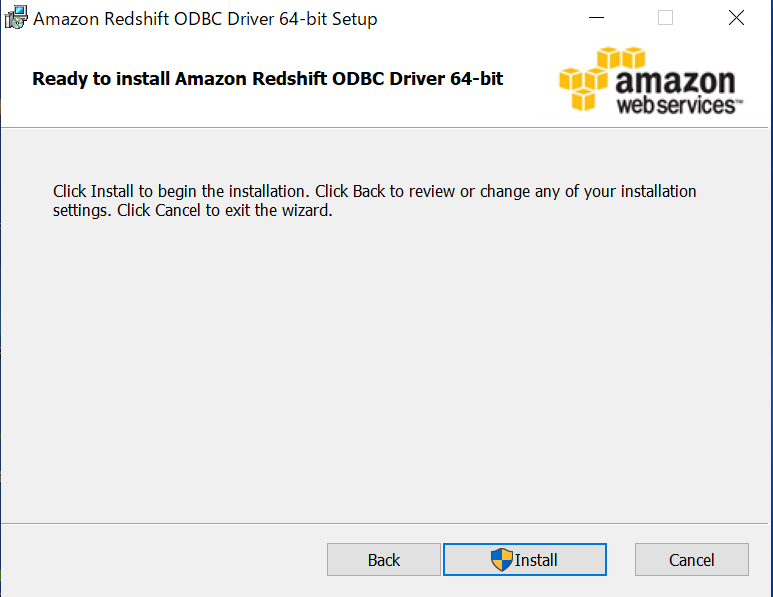 Amazon Redshift ODBC Driver 64-bit Setup
Ready to install Amazon Redshift ODBC Driver 64-bit
amazon
web services™
Click Install to begin the installation. Click Back to review or change any of your installation
settings. Click Cancel to exit the wizard.
Back
Install
Cancel